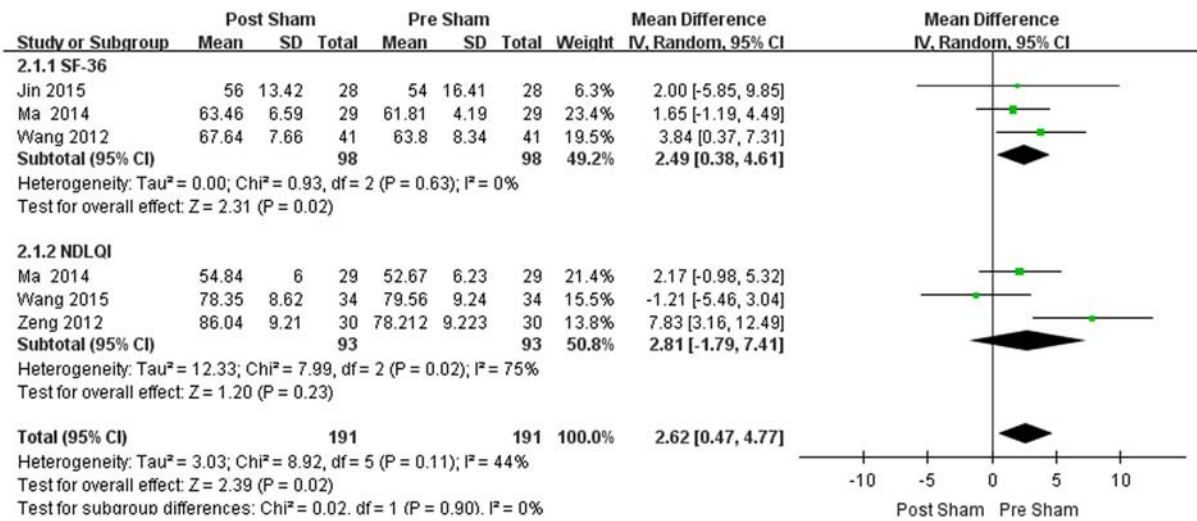 Post Sham Pre Sham Mean Difference Mean Difference
Study or Subgroup Mean SD Total Mean SD Total Weight IV, Random, 95% CI IV, Random, 95% CI
2.1.1 SF-36
Jin 2015 56 13.42 28 54 16.41 28 6.3% 2.00 [-5.85, 9.85]
Ma 2014 63.46 6.59 29 61.81 4.19 29 23.4% 1.65 [-1.19, 4.49]
Wang 2012 67.64 7.66 41 63.8 8.34 41 19.5% 3.84 [0.37, 7.31]
Subtotal (95% CI) 98 98 49.2% 2.49 [0.38, 4.61]
Heterogeneity: Tau² = 0.00; Chi² = 0.93, df = 2 (P = 0.63); I² = 0%
Test for overall effect: Z = 2.31 (P = 0.02)
2.1.2 NDLQI
Ma 2014 54.84 6 29 52.67 6.23 29 21.4% 2.17 [-0.98, 5.32]
Wang 2015 78.35 8.62 34 79.56 9.24 34 15.5% -1.21 [-5.46, 3.04]
Zeng 2012 86.04 9.21 30 78.212 9.223 30 13.8% 7.83 [3.16, 12.49]
Subtotal (95% CI) 93 93 50.8% 2.81 [-1.79, 7.41]
Heterogeneity: Tau² = 12.33; Chi² = 7.99, df = 2 (P = 0.02); I² = 75%
Test for overall effect: Z = 1.20 (P = 0.23)
Total (95% CI) 191 191 100.0% 2.62 [0.47, 4.77]
Heterogeneity: Tau² = 3.03; Chi² = 8.92, df = 5 (P = 0.11); I² = 44%
Test for overall effect: Z = 2.39 (P = 0.02)
Test for subgroup differences: Chi² = 0.02, df = 1 (P = 0.90), I² = 0%
-10 -5 0 5 10
Post Sham Pre Sham